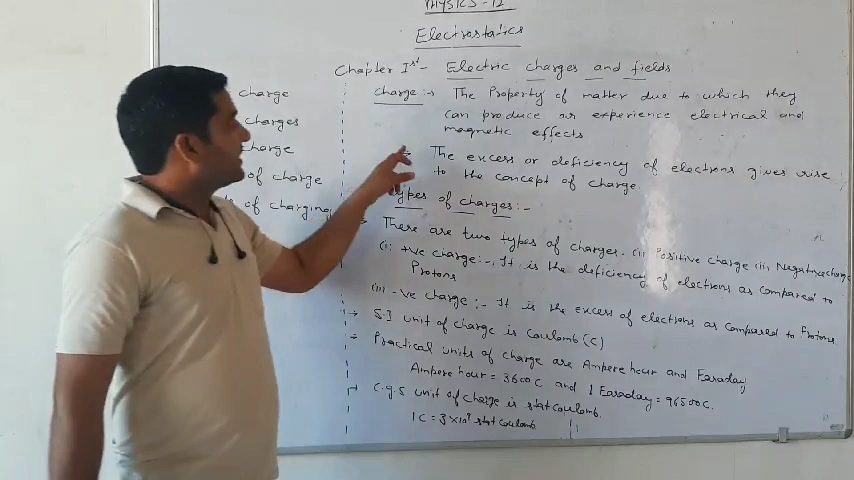 PHYSICS - 12
Electrostatics
Chapter Ist - Electric charges and fields
charge
charges
charge
of charge
of charging
Charge :→ The Property of matter due to which they
can produce or experience electrical and
magnetic effects
→ The excess or deficiency of electrons gives rise
to the concept of charge.
Types of charges:-
→ There are two types of charges. (i) Positive charge (ii) Negative charge
(i) +ve charge:- It is the deficiency of electrons as compared to
Protons
(ii) -ve charge :- It is the excess of electrons as compared to Protons
→ S.I unit of charge is Coulomb (C)
→ Practical units of charge are Ampere hour and Faraday
Ampere hour = 3600 C and 1 Faraday = 96500 C.
→ C.g.s unit of charge is stat coulomb.
1C = 3×10⁹ stat coulomb